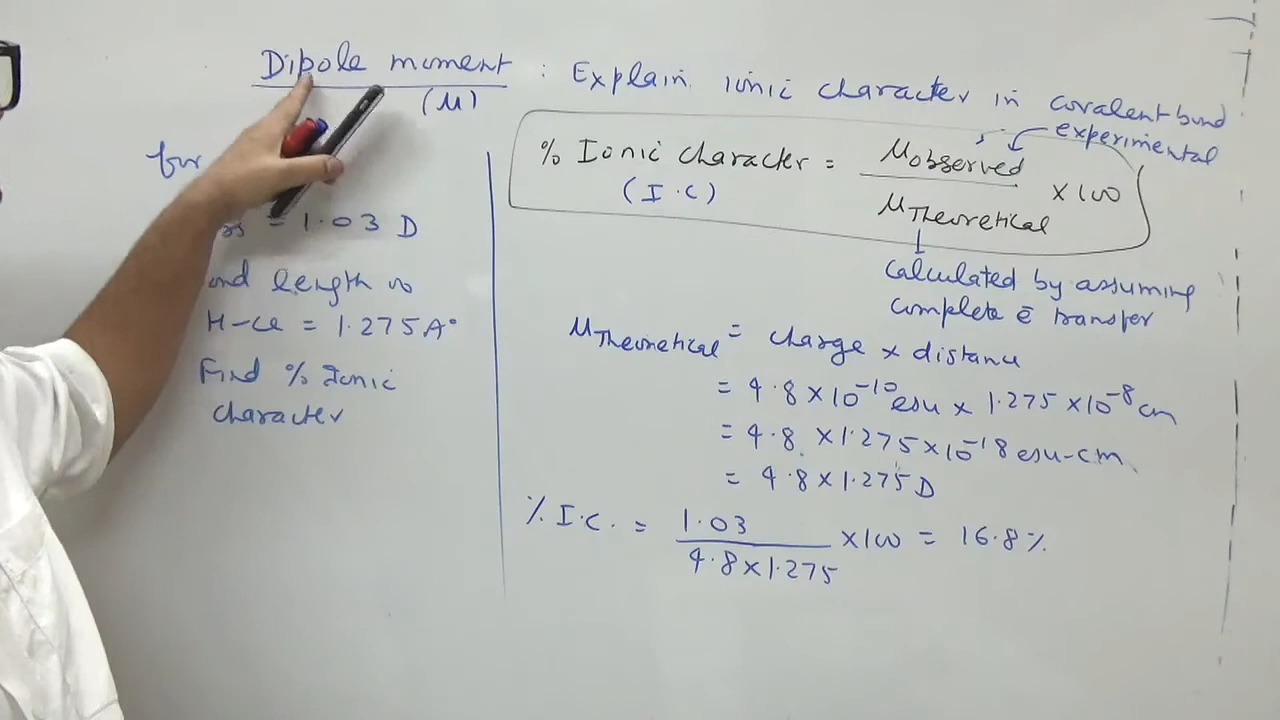 Dipole moment : Explain ionic character in covalent bond
(μ)
for
= 1.03 D
length is
H-Cl = 1.275A°
Find % Ionic
character
% Ionic character = μobserved / μTheoretical × 100
experimental
(I.C)
Calculated by assuming
complete ē transfer
μTheoretical = charge × distance
= 4.8×10⁻¹⁰ esu × 1.275 ×10⁻⁸ cm
= 4.8 ×1.275×10⁻¹⁸ esu-cm
= 4.8×1.275 D
% I.C. = 1.03 / 4.8×1.275 ×100 = 16.8%